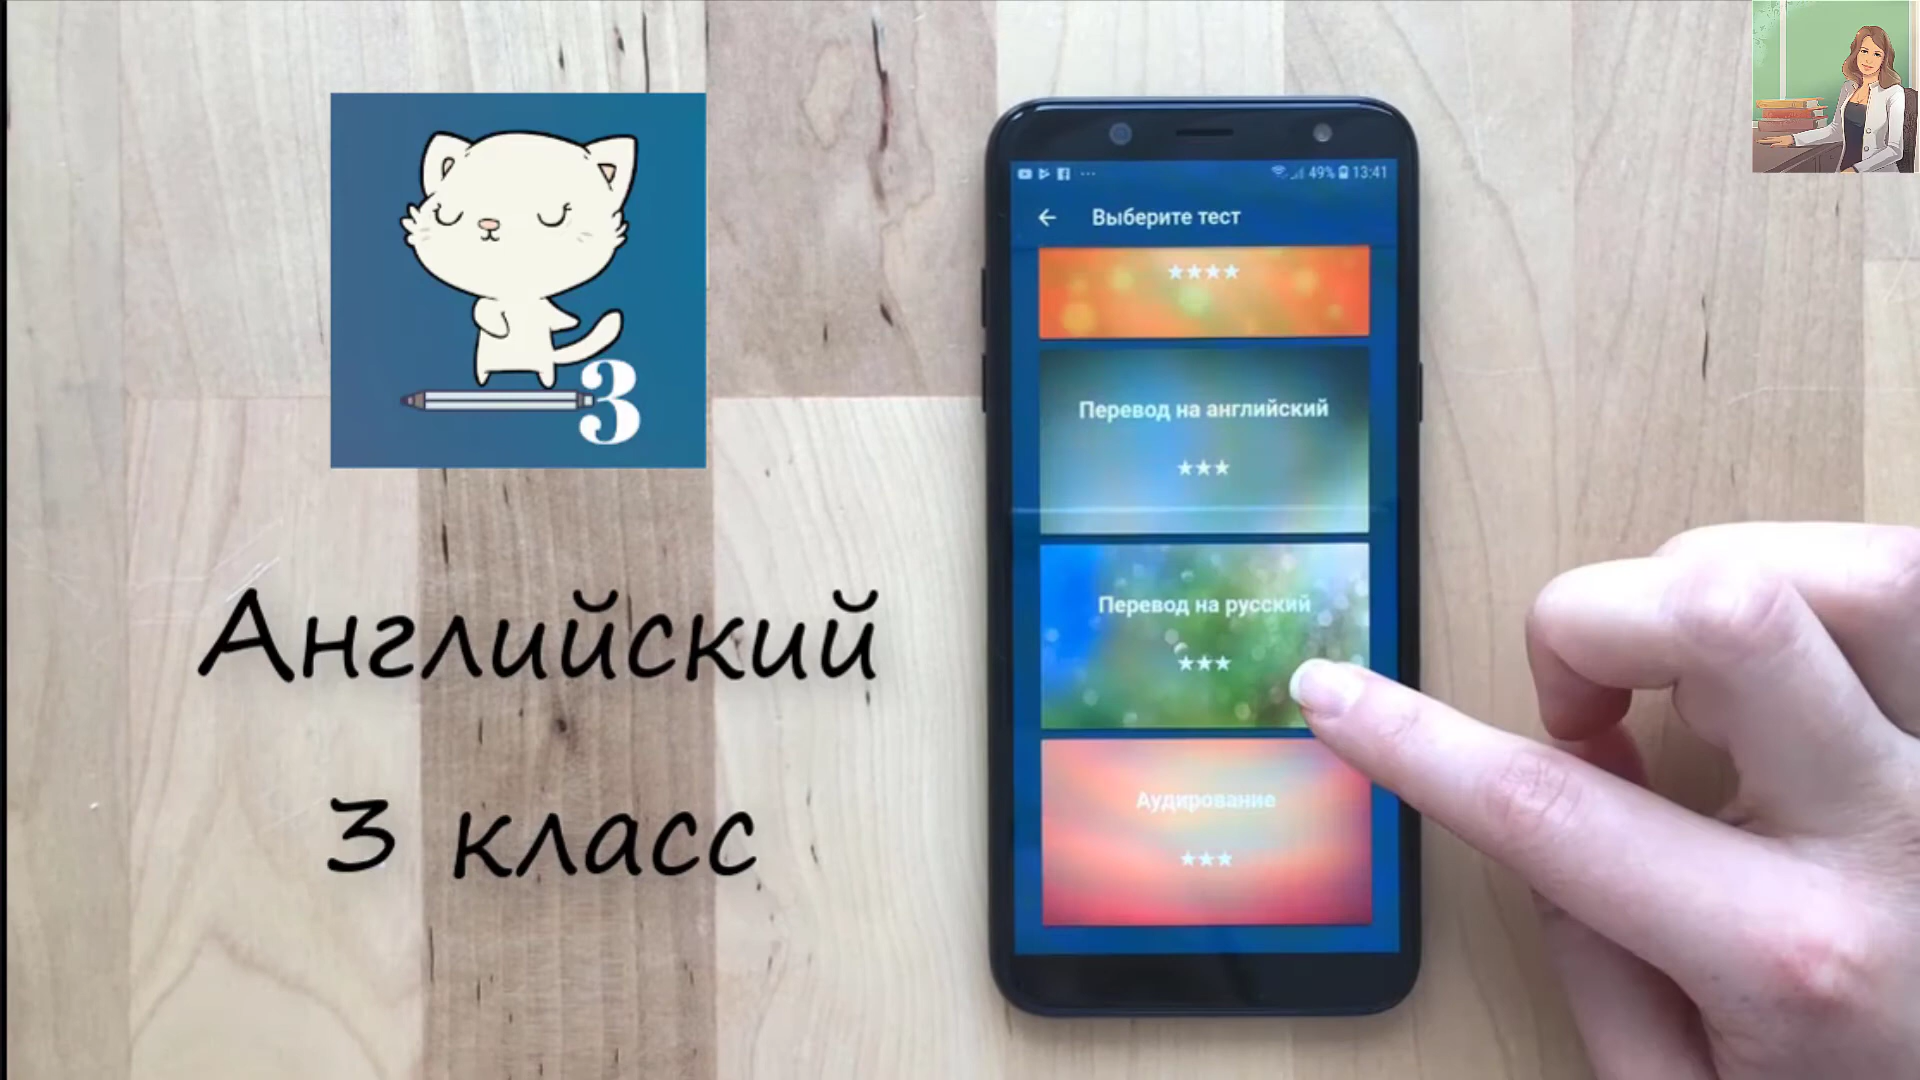 3
Английский
3 класс
49% 13:41
Выберите тест
Перевод на английский
Перевод на русский
Аудирование